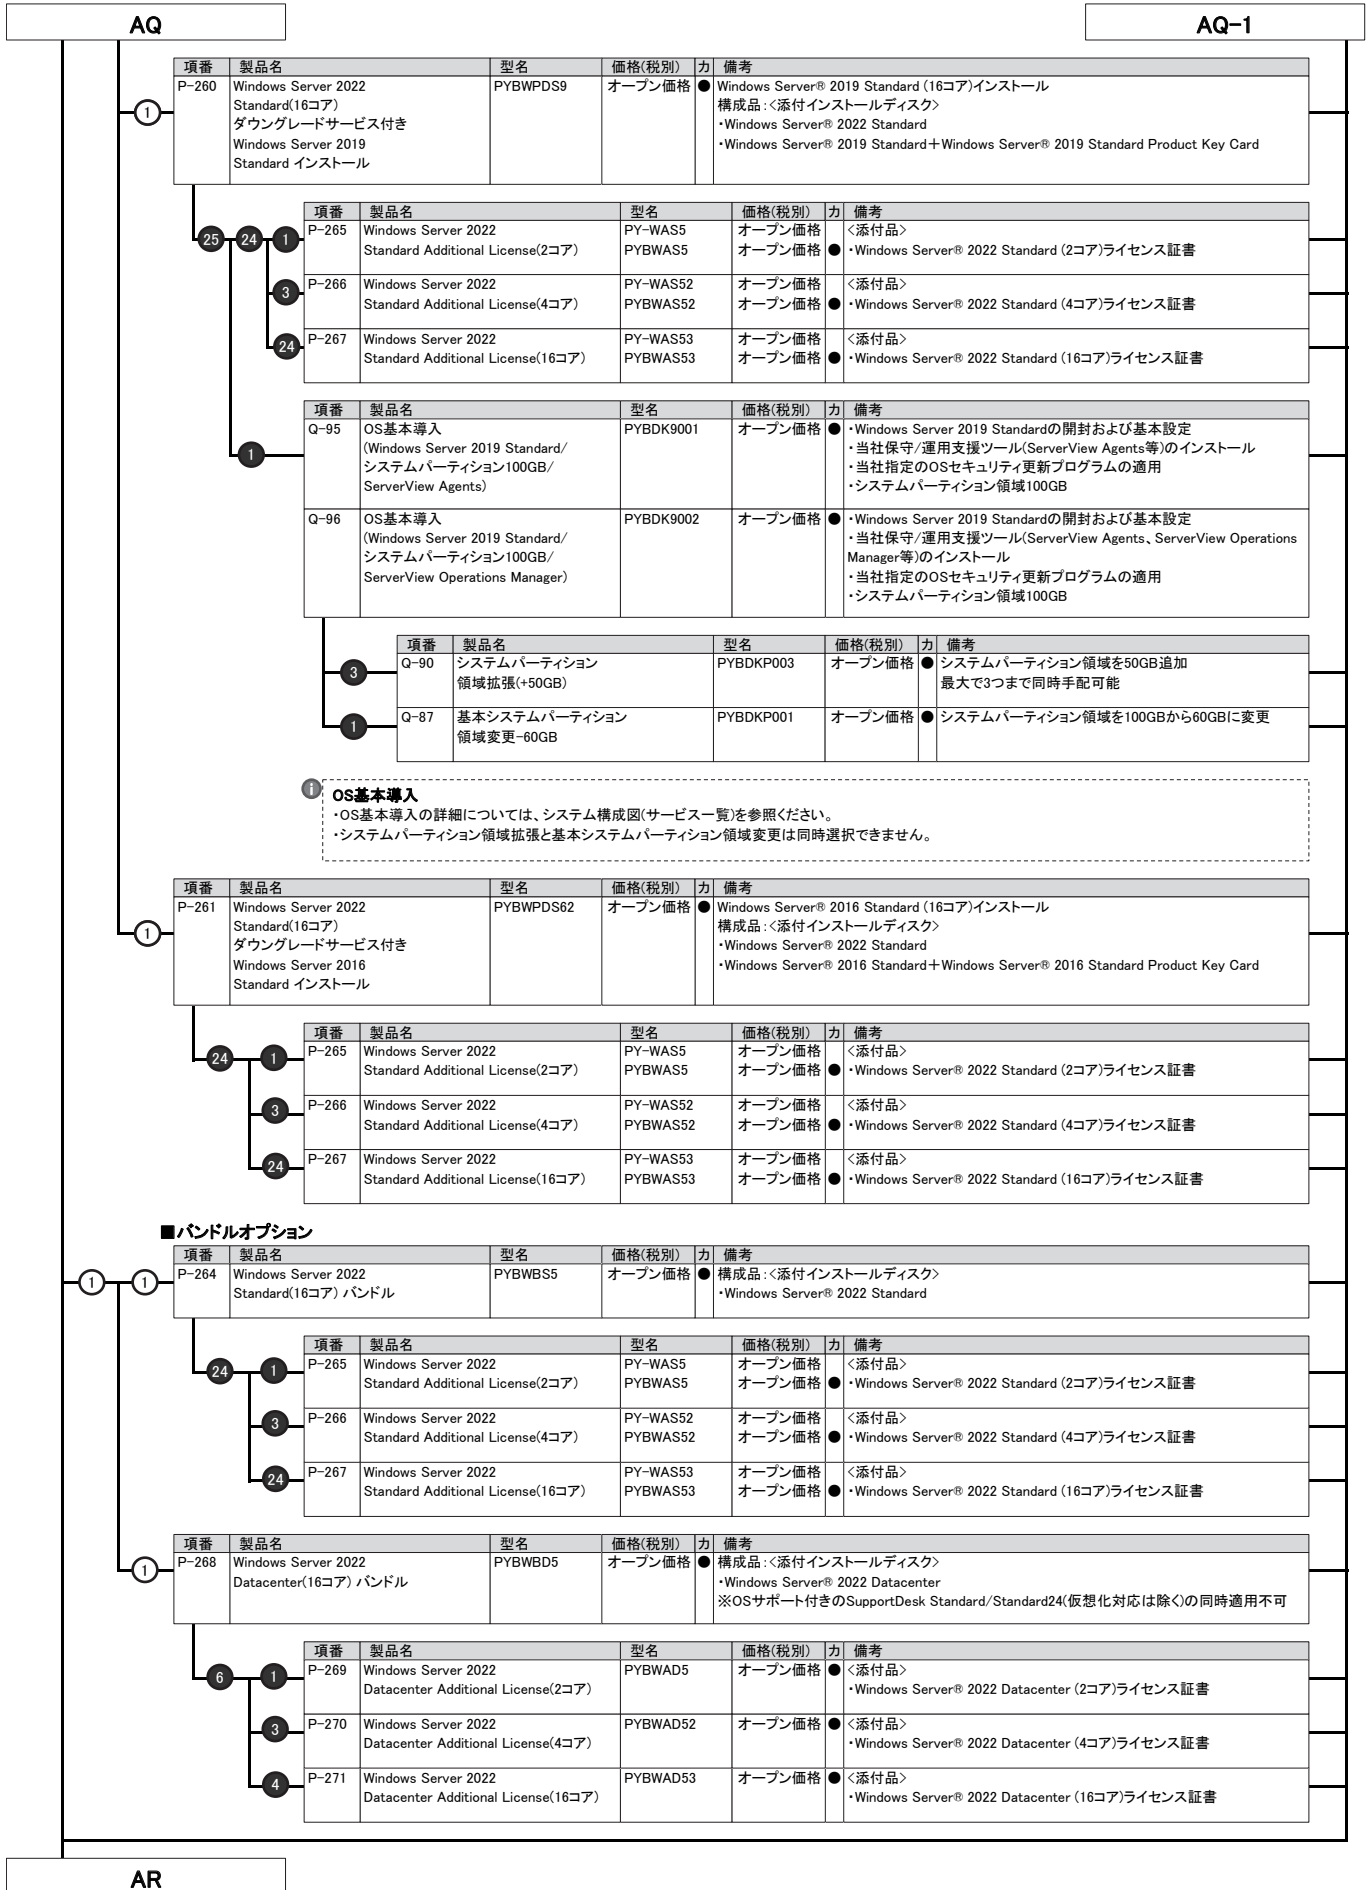 AQ
AQ-1
項番 製品名 型名 価格(税別) カ 備考
P-260 Windows Server 2022 PYBWPDS9 オープン価格 ● Windows Server® 2019 Standard (16コア)インストール
Standard(16コア) 構成品:<添付インストールディスク>
1
ダウングレードサービス付き ・Windows Server® 2022 Standard
Windows Server 2019 ・Windows Server® 2019 Standard+Windows Server® 2019 Standard Product Key Card
Standard インストール
項番 製品名 型名 価格(税別) カ 備考
25 24 1 P-265 Windows Server 2022 PY-WAS5 オープン価格 <添付品>
Standard Additional License(2コア) PYBWAS5 オープン価格 ● ・Windows Server® 2022 Standard (2コア)ライセンス証書
3 P-266 Windows Server 2022 PY-WAS52 オープン価格 <添付品>
Standard Additional License(4コア) PYBWAS52 オープン価格 ● ・Windows Server® 2022 Standard (4コア)ライセンス証書
24 P-267 Windows Server 2022 PY-WAS53 オープン価格 <添付品>
Standard Additional License(16コア) PYBWAS53 オープン価格 ● ・Windows Server® 2022 Standard (16コア)ライセンス証書
項番 製品名 型名 価格(税別) カ 備考
Q-95 OS基本導入 PYBDK9001 オープン価格 ● ・Windows Server 2019 Standardの開封および基本設定
(Windows Server 2019 Standard/ ・当社保守/運用支援ツール(ServerView Agents等)のインストール
1 システムパーティション100GB/ ・当社指定のOSセキュリティ更新プログラムの適用
ServerView Agents) ・システムパーティション領域100GB
Q-96 OS基本導入 PYBDK9002 オープン価格 ● ・Windows Server 2019 Standardの開封および基本設定
(Windows Server 2019 Standard/ ・当社保守/運用支援ツール(ServerView Agents、ServerView Operations
システムパーティション100GB/ Manager等)のインストール
ServerView Operations Manager) ・当社指定のOSセキュリティ更新プログラムの適用
・システムパーティション領域100GB
項番 製品名 型名 価格(税別) カ 備考
3 Q-90 システムパーティション PYBDKP003 オープン価格 ● システムパーティション領域を50GB追加
領域拡張(+50GB) 最大で3つまで同時手配可能
1 Q-87 基本システムパーティション PYBDKP001 オープン価格 ● システムパーティション領域を100GBから60GBに変更
領域変更-60GB
i OS基本導入
・OS基本導入の詳細については、システム構成図(サービス一覧)を参照ください。
・システムパーティション領域拡張と基本システムパーティション領域変更は同時選択できません。
項番 製品名 型名 価格(税別) カ 備考
P-261 Windows Server 2022 PYBWPDS62 オープン価格 ● Windows Server® 2016 Standard (16コア)インストール
Standard(16コア) 構成品:<添付インストールディスク>
1 ダウングレードサービス付き ・Windows Server® 2022 Standard
Windows Server 2016 ・Windows Server® 2016 Standard+Windows Server® 2016 Standard Product Key Card
Standard インストール
項番 製品名 型名 価格(税別) カ 備考
24 1 P-265 Windows Server 2022 PY-WAS5 オープン価格 <添付品>
Standard Additional License(2コア) PYBWAS5 オープン価格 ● ・Windows Server® 2022 Standard (2コア)ライセンス証書
3 P-266 Windows Server 2022 PY-WAS52 オープン価格 <添付品>
Standard Additional License(4コア) PYBWAS52 オープン価格 ● ・Windows Server® 2022 Standard (4コア)ライセンス証書
24 P-267 Windows Server 2022 PY-WAS53 オープン価格 <添付品>
Standard Additional License(16コア) PYBWAS53 オープン価格 ● ・Windows Server® 2022 Standard (16コア)ライセンス証書
■バンドルオプション
項番 製品名 型名 価格(税別) カ 備考
1 1 P-264 Windows Server 2022 PYBWBS5 オープン価格 ● 構成品:<添付インストールディスク>
Standard(16コア) バンドル ・Windows Server® 2022 Standard
項番 製品名 型名 価格(税別) カ 備考
24 1 P-265 Windows Server 2022 PY-WAS5 オープン価格 <添付品>
Standard Additional License(2コア) PYBWAS5 オープン価格 ● ・Windows Server® 2022 Standard (2コア)ライセンス証書
3 P-266 Windows Server 2022 PY-WAS52 オープン価格 <添付品>
Standard Additional License(4コア) PYBWAS52 オープン価格 ● ・Windows Server® 2022 Standard (4コア)ライセンス証書
24 P-267 Windows Server 2022 PY-WAS53 オープン価格 <添付品>
Standard Additional License(16コア) PYBWAS53 オープン価格 ● ・Windows Server® 2022 Standard (16コア)ライセンス証書
項番 製品名 型名 価格(税別) カ 備考
1 P-268 Windows Server 2022 PYBWBD5 オープン価格 ● 構成品:<添付インストールディスク>
Datacenter(16コア) バンドル ・Windows Server® 2022 Datacenter
※OSサポート付きのSupportDesk Standard/Standard24(仮想化対応は除く)の同時適用不可
項番 製品名 型名 価格(税別) カ 備考
6 1 P-269 Windows Server 2022 PYBWAD5 オープン価格 ● <添付品>
Datacenter Additional License(2コア) ・Windows Server® 2022 Datacenter (2コア)ライセンス証書
3 P-270 Windows Server 2022 PYBWAD52 オープン価格 ● <添付品>
Datacenter Additional License(4コア) ・Windows Server® 2022 Datacenter (4コア)ライセンス証書
4 P-271 Windows Server 2022 PYBWAD53 オープン価格 ● <添付品>
Datacenter Additional License(16コア) ・Windows Server® 2022 Datacenter (16コア)ライセンス証書
AR